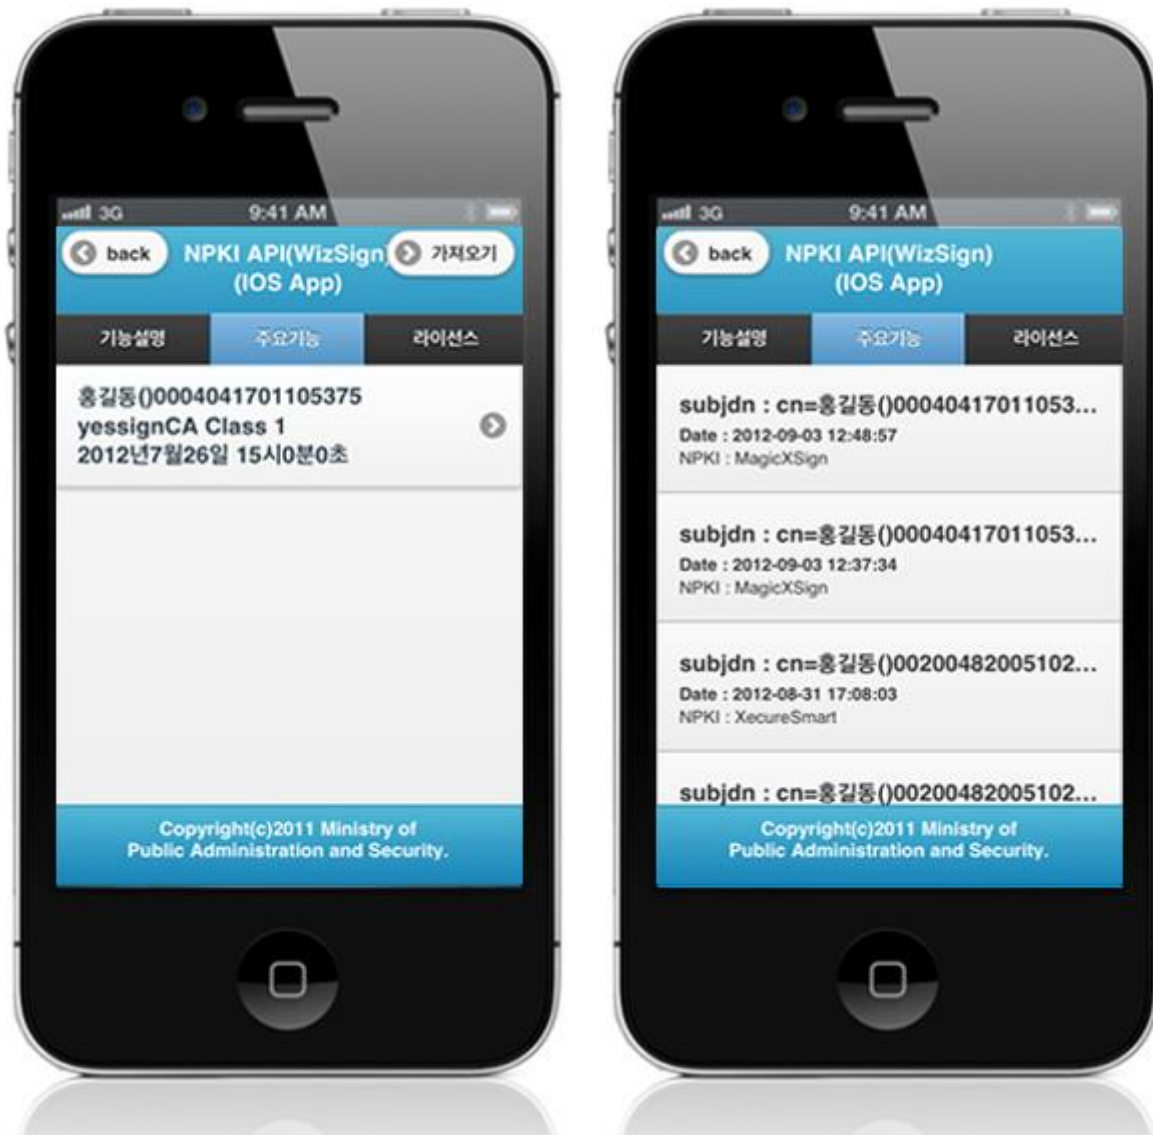 3G 9:41 AM
back NPKI API(WizSign) 가져오기
(IOS App)
기능설명 주요기능 라이선스
홍길동()0004041701105375
yessignCA Class 1
2012년7월26일 15시0분0초
Copyright(c)2011 Ministry of
Public Administration and Security.
3G 9:41 AM
back NPKI API(WizSign)
(IOS App)
기능설명 주요기능 라이선스
subjdn : cn=홍길동()00040417011053...
Date : 2012-09-03 12:48:57
NPKI : MagicXSign
subjdn : cn=홍길동()00040417011053...
Date : 2012-09-03 12:37:34
NPKI : MagicXSign
subjdn : cn=홍길동()00200482005102...
Date : 2012-08-31 17:08:03
NPKI : XecureSmart
subjdn : cn=홍길동()00200482005102...
Copyright(c)2011 Ministry of
Public Administration and Security.